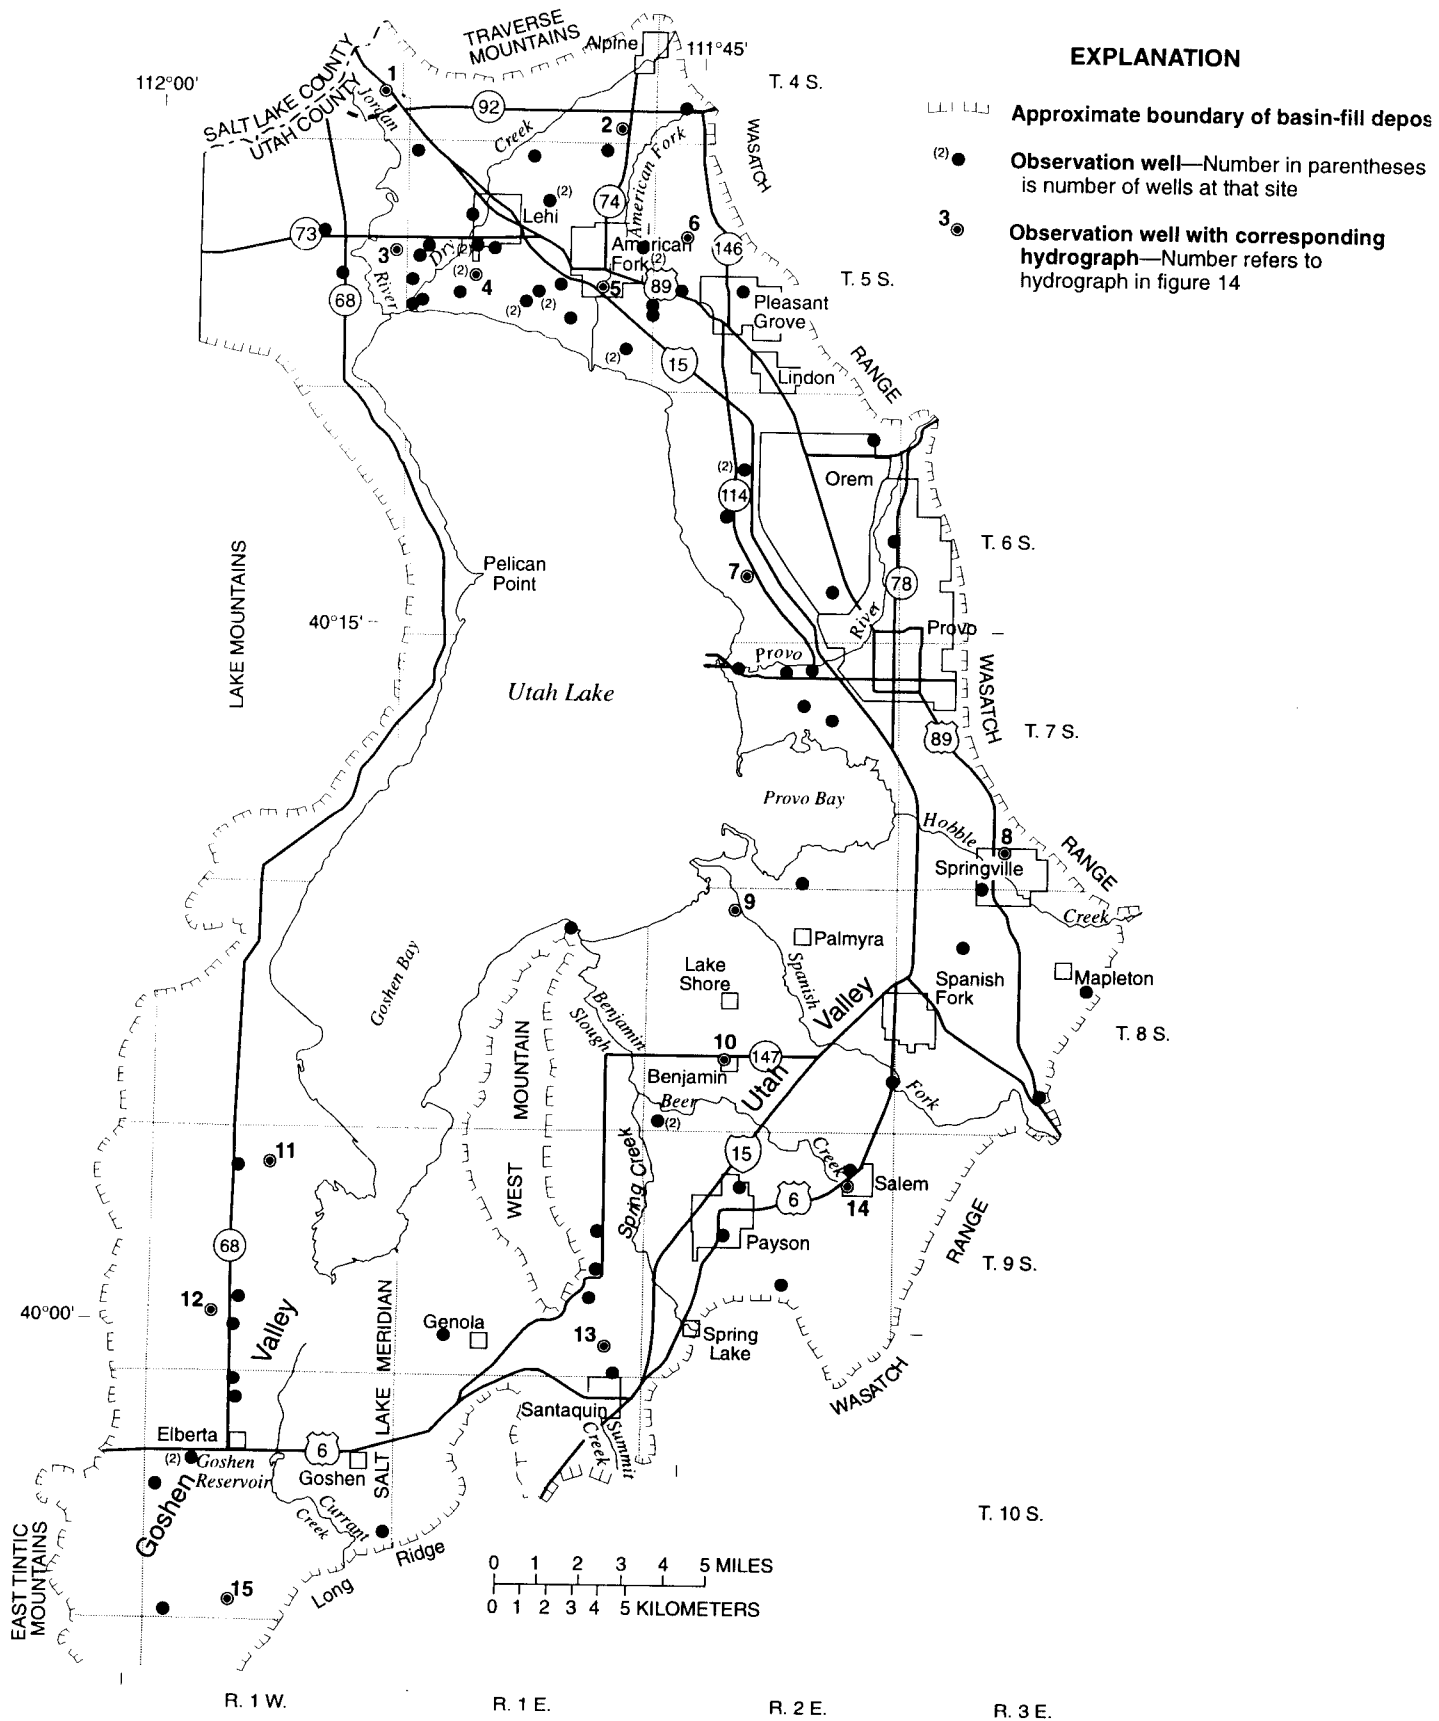 TRAVERSE
MOUNTAINS
Alpine
111°45'
112°00'
T. 4 S.
SALT LAKE COUNTY
UTAH COUNTY
1
Jordan
92
Creek
2
American Fork
WASATCH
(2)
Lehi
74
73
3
Dry
(2)
American
Fork
(2)
6
146
River
68
(2)
4
(2)
(2)
5
89
T. 5 S.
Pleasant
Grove
(2)
15
Lindon
RANGE
EXPLANATION
Approximate boundary of basin-fill depos
(2)
Observation well—Number in parentheses
is number of wells at that site
3
Observation well with corresponding
hydrograph—Number refers to
hydrograph in figure 14
Orem
(2)
114
T. 6 S.
LAKE MOUNTAINS
Pelican
Point
7
78
40°15'
River
Provo
Provo
WASATCH
Utah Lake
T. 7 S.
89
Provo Bay
Hobble
8
Springville
RANGE
Creek
9
Palmyra
Goshen Bay
Lake
Shore
Spanish
Spanish
Fork
Mapleton
Benjamin
Slough
Utah Valley
T. 8 S.
MOUNTAIN
WEST
10
147
Benjamin
Beer
(2)
Fork
11
Spring Creek
15
Creek
Salem
14
6
68
Payson
RANGE
T. 9 S.
12
40°00'
Valley
SALT LAKE MERIDIAN
Genola
13
Spring
Lake
WASATCH
Elberta
Santaquin
Summit
Creek
(2)
Goshen
Reservoir
6
Goshen
Goshen
Currant
Creek
T. 10 S.
EAST TINTIC
MOUNTAINS
Long
Ridge
15
0 1 2 3 4 5 MILES
0 1 2 3 4 5 KILOMETERS
R. 1 W.
R. 1 E.
R. 2 E.
R. 3 E.